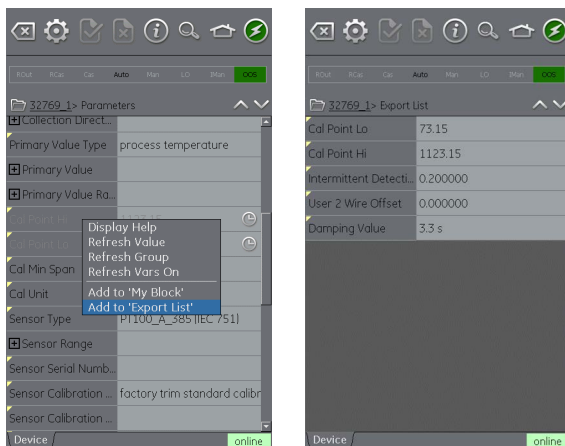 ROut RCas Cas Auto Man LO IMan OOS
32769_1> Parameters
Collection Direct...
Primary Value Type process temperature
Primary Value
Primary Value Ra...
Cal Point Hi 1123.15
Cal Point Lo
Display Help
Refresh Value
Refresh Group
Refresh Vars On
Add to 'My Block'
Add to 'Export List'
Cal Min Span
Cal Unit
Sensor Type PT100_A_385 (IEC 751)
Sensor Range
Sensor Serial Numb...
Sensor Calibration ... factory trim standard calibr
Sensor Calibration ...
Device online
ROut RCas Cas Auto Man LO IMan OOS
32769_1> Export List
Cal Point Lo 73.15
Cal Point Hi 1123.15
Intermittent Detecti... 0.200000
User 2 Wire Offset 0.000000
Damping Value 3.3 s
Device online